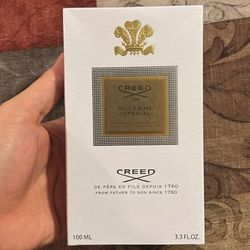 CREED
1760
MILLESIME
IMPERIAL
CREED
DE PÈRE EN FILS DEPUIS 1760
FROM FATHER TO SON SINCE 1760
100 ML
3.3 FL.OZ.